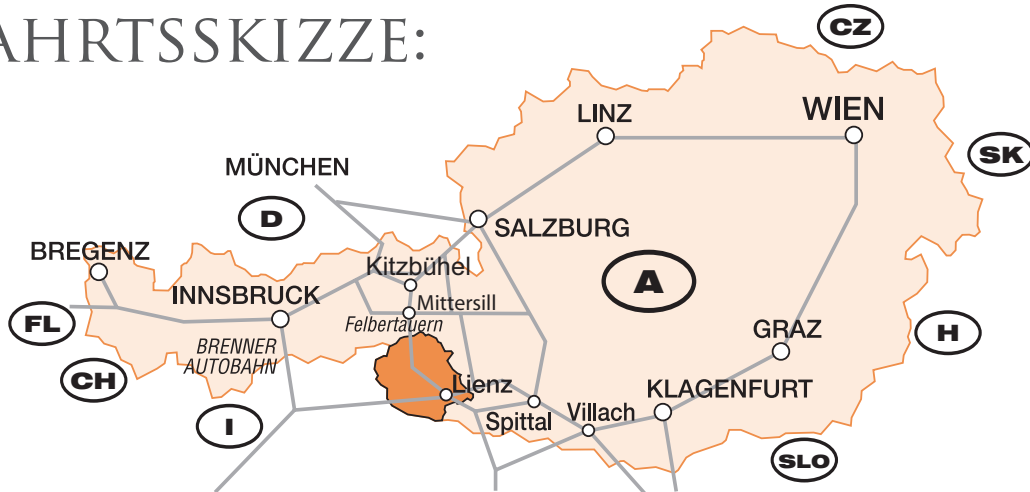 AHRTSSKIZZE:
CZ
WIEN
LINZ
SK
MÜNCHEN
D
SALZBURG
BREGENZ
Kitzbühel
A
INNSBRUCK
Mittersill
FL
Felbertauern
GRAZ
H
BRENNER
AUTOBAHN
CH
Lienz
KLAGENFURT
I
Spittal
Villach
SLO